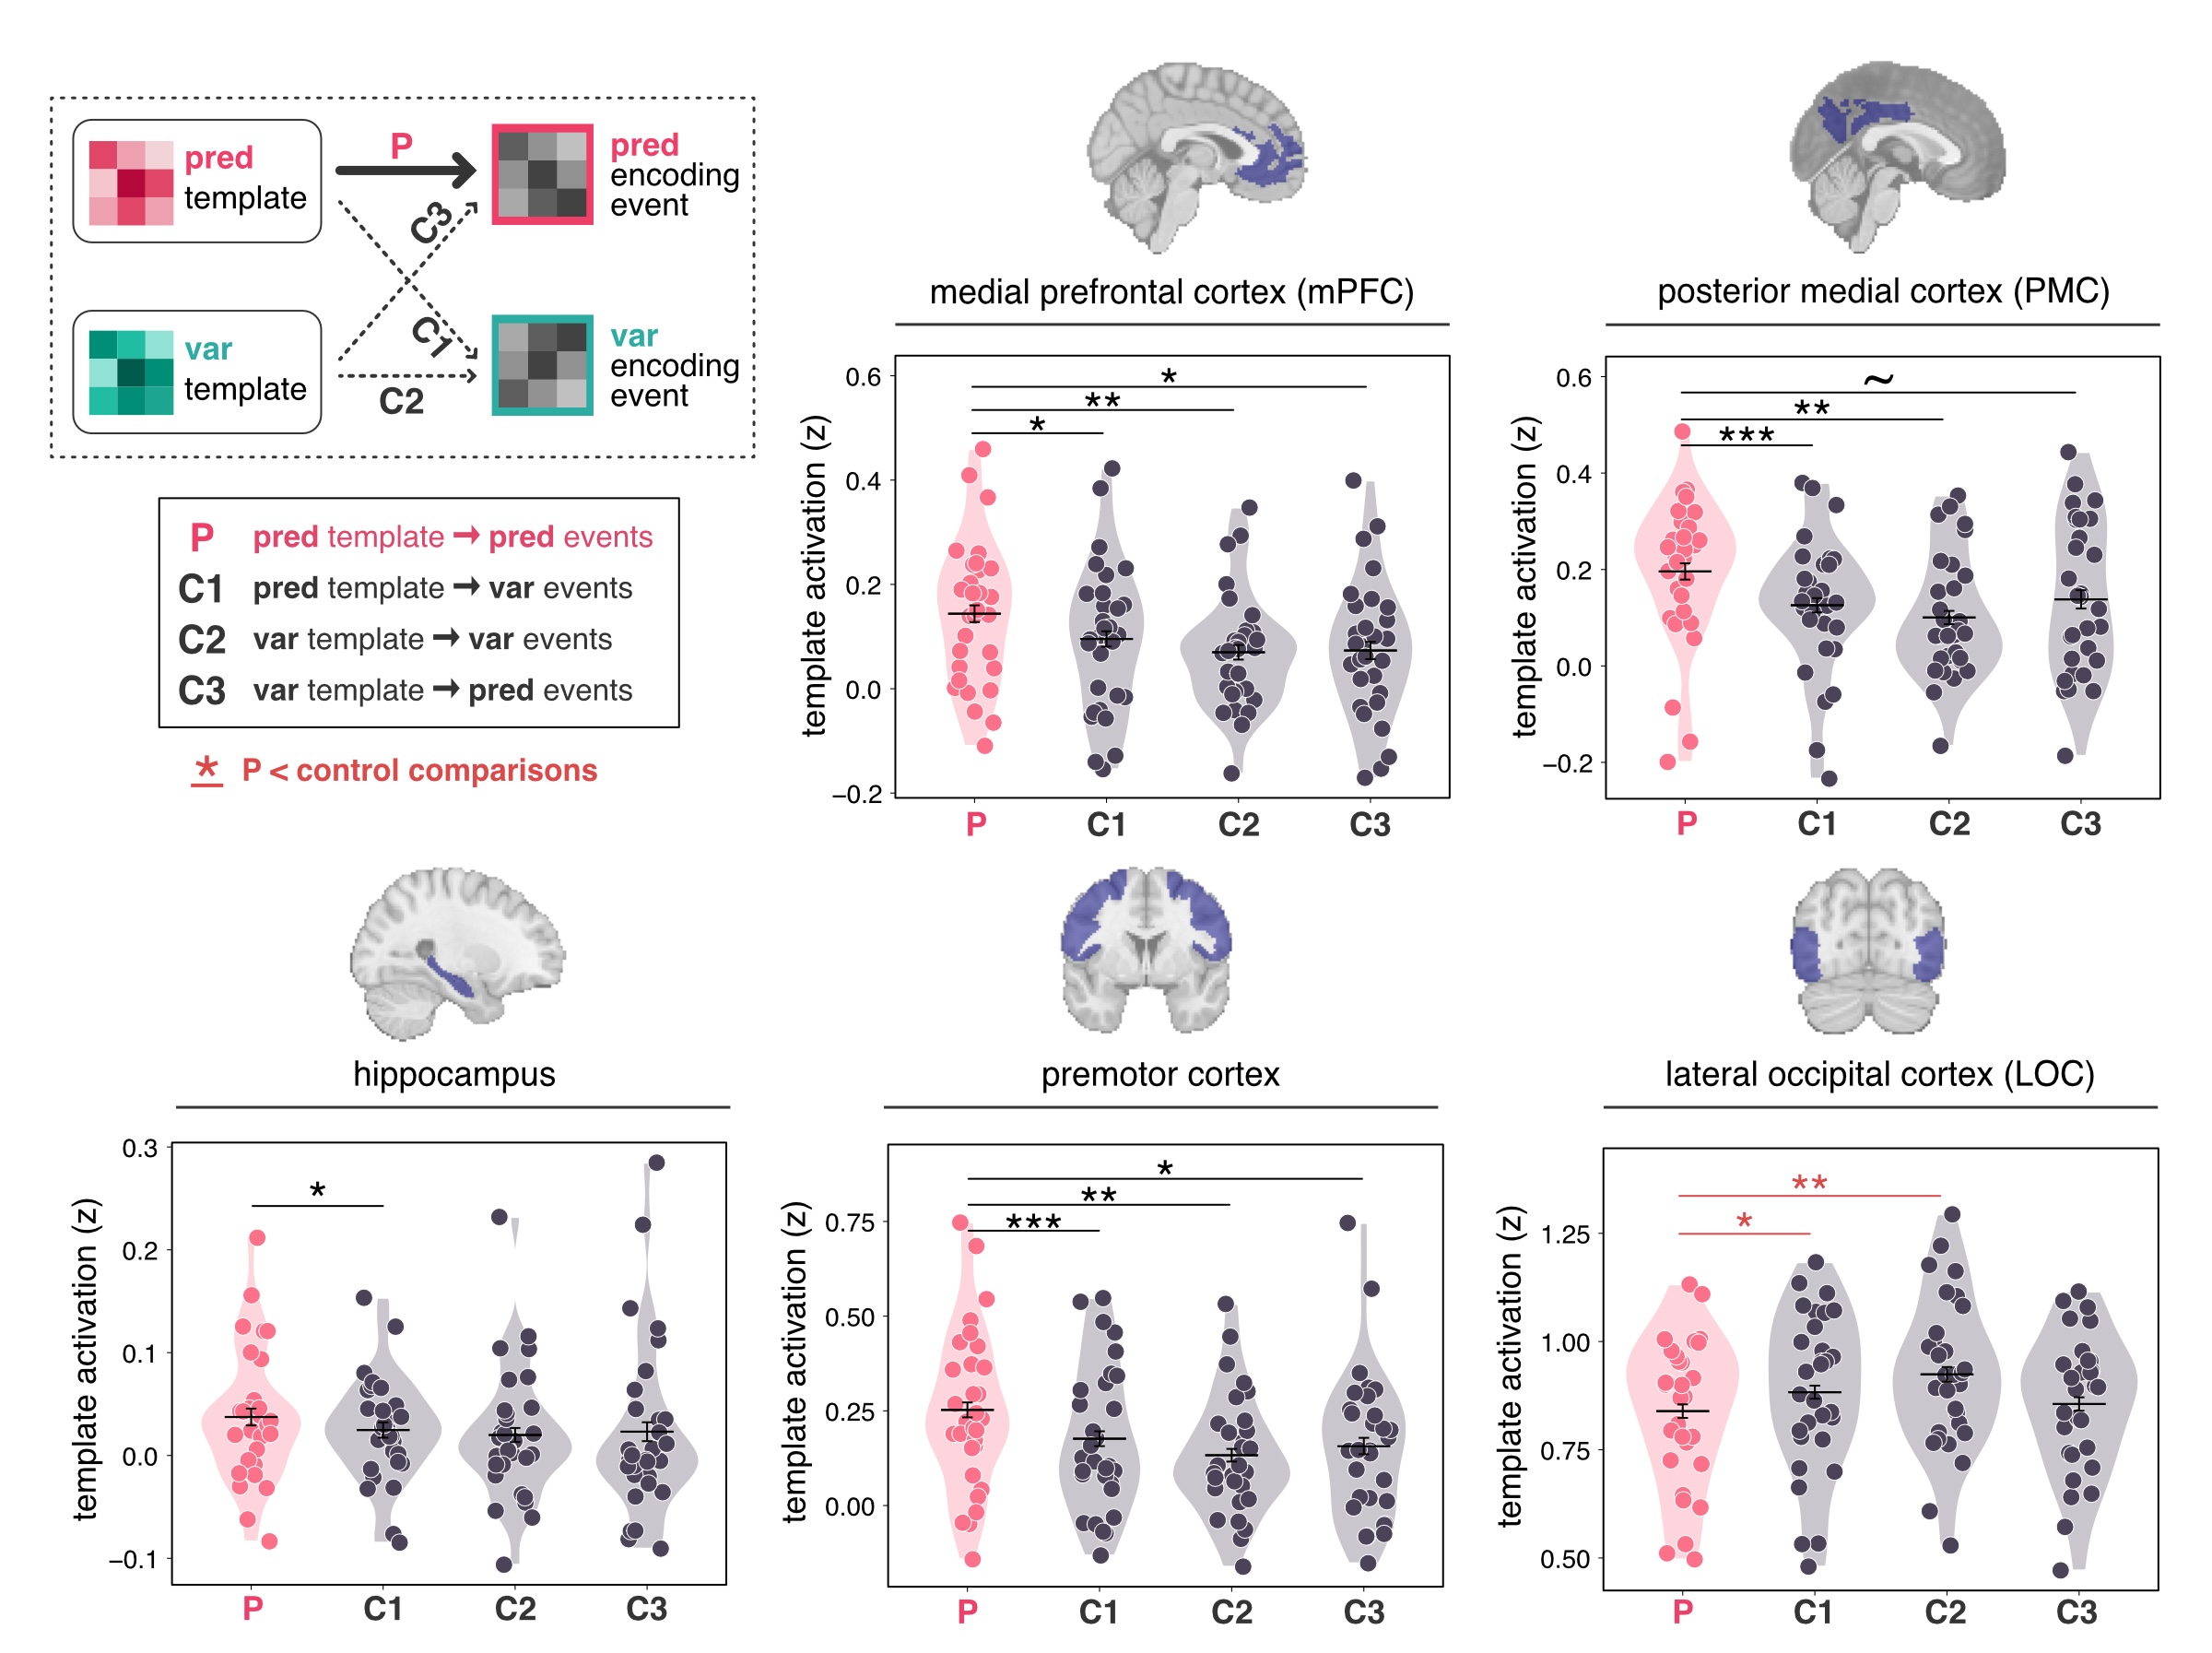 pred
template
P
pred
encoding
event
C3
C1
var
template
C2
var
encoding
event
P pred template → pred events
C1 pred template → var events
C2 var template → var events
C3 var template → pred events
* P < control comparisons
medial prefrontal cortex (mPFC)
template activation (z)
0.6
0.4
0.2
0.0
−0.2
*
**
*
P C1 C2 C3
posterior medial cortex (PMC)
template activation (z)
0.6
0.4
0.2
0.0
−0.2
~
**
***
P C1 C2 C3
hippocampus
template activation (z)
0.3
0.2
0.1
0.0
−0.1
*
P C1 C2 C3
premotor cortex
template activation (z)
0.75
0.50
0.25
0.00
*
**
***
P C1 C2 C3
lateral occipital cortex (LOC)
template activation (z)
1.25
1.00
0.75
0.50
**
*
P C1 C2 C3